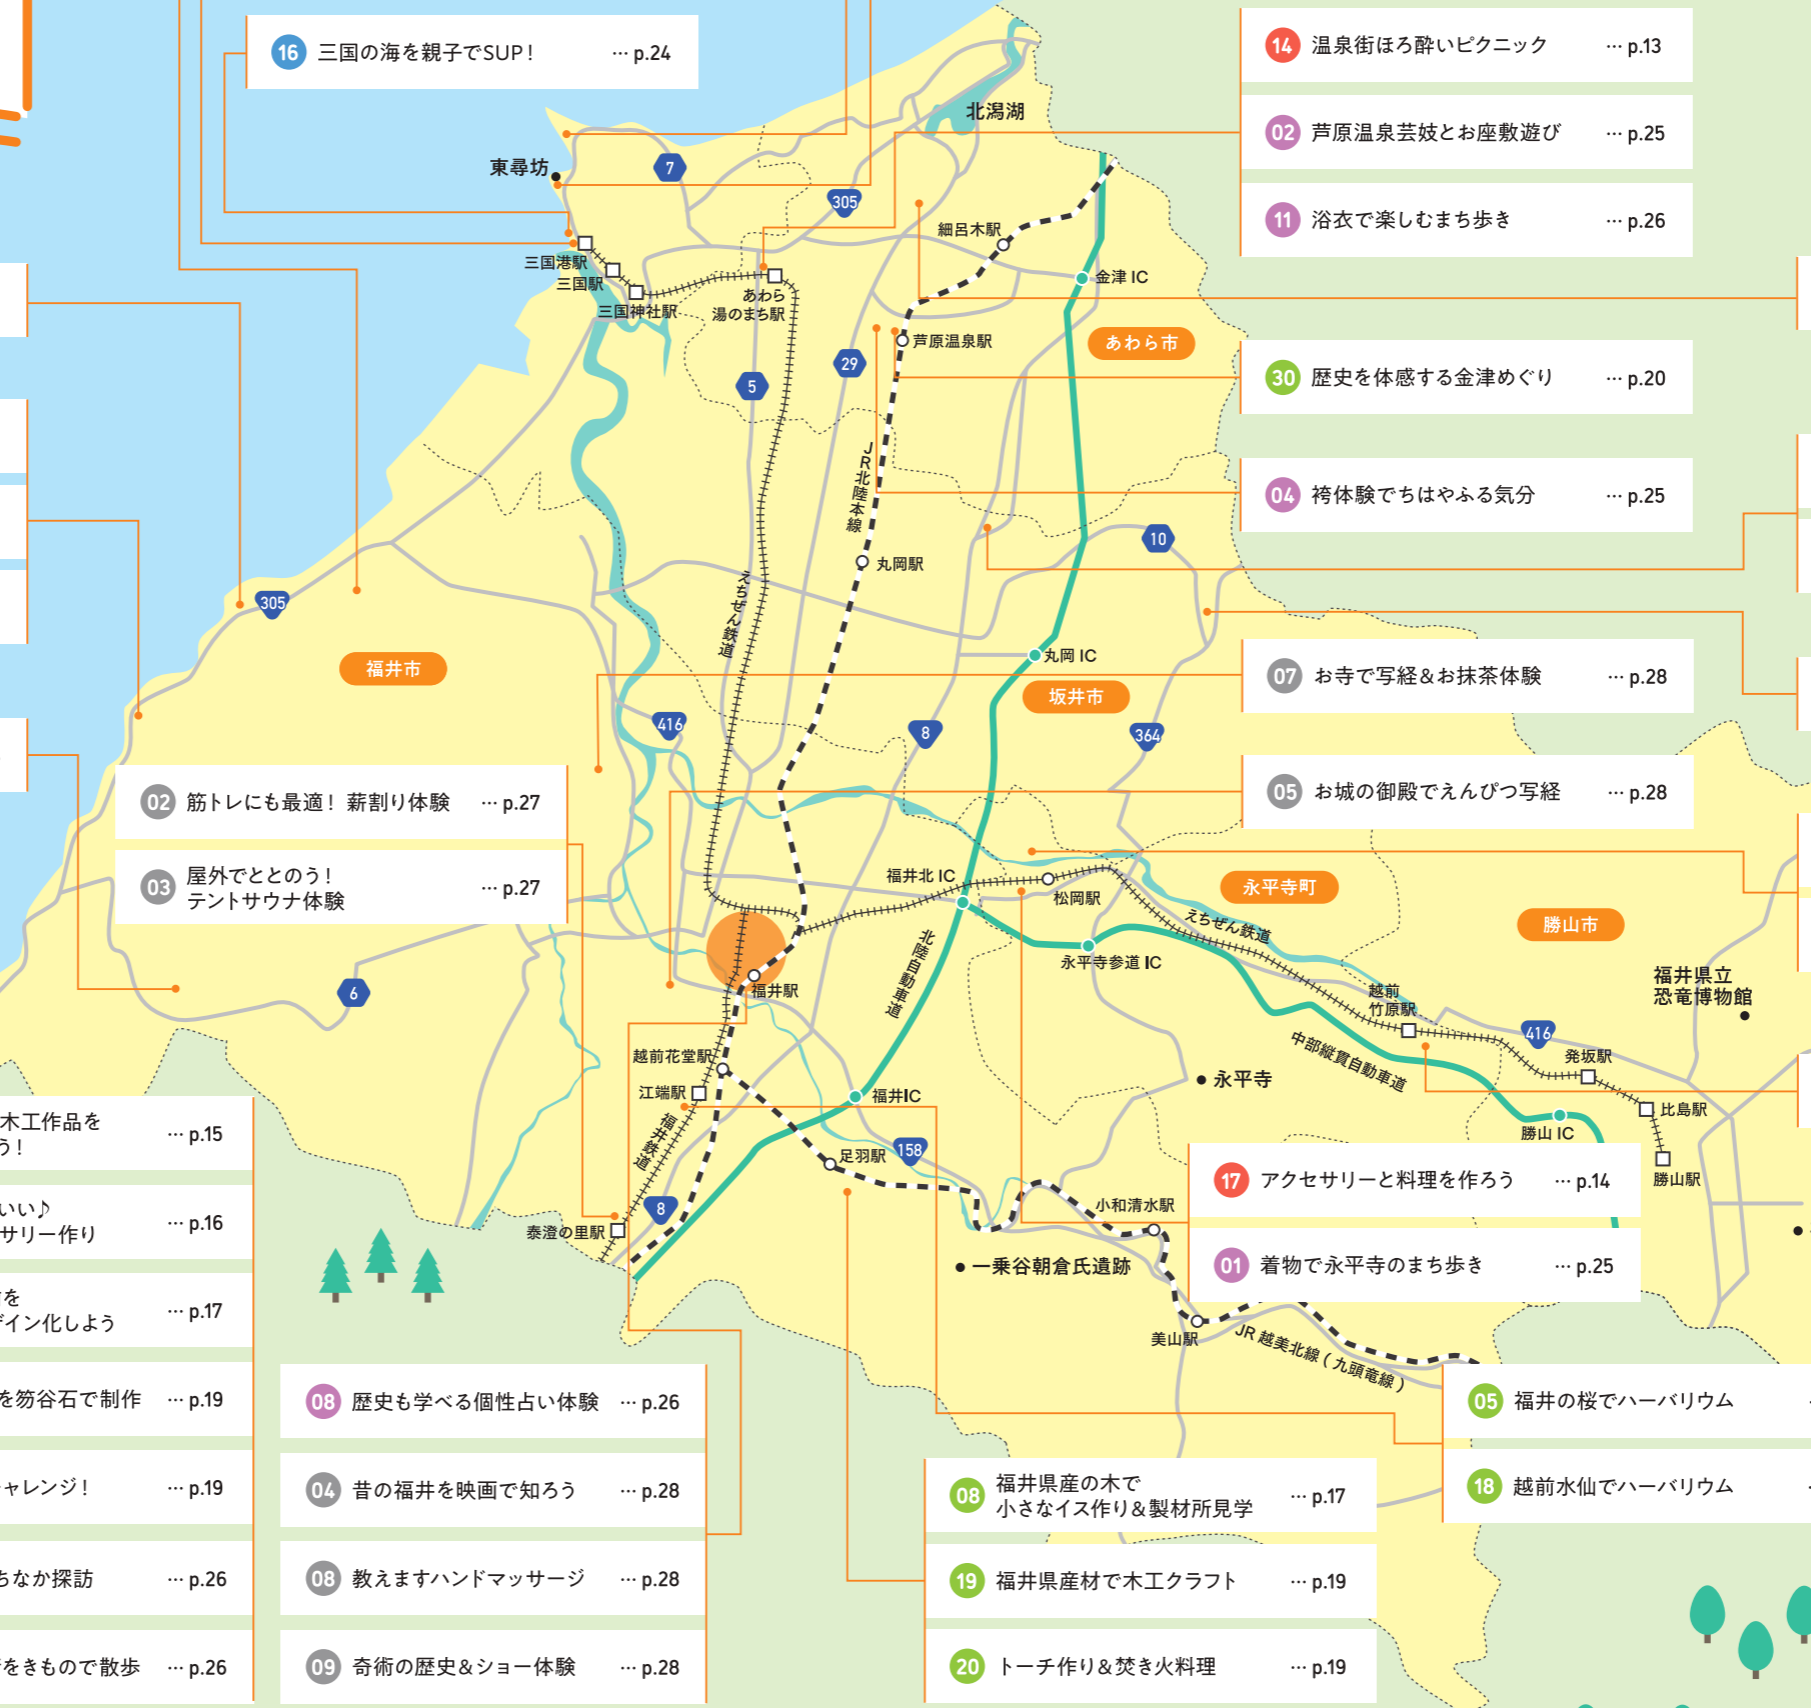 16 三国の海を親子でSUP! … p.24
14 温泉街ほろ酔いピクニック … p.13
02 芦原温泉芸妓とお座敷遊び … p.25
11 浴衣で楽しむまち歩き … p.26
北潟湖
東尋坊
7
305
細呂木駅
三国港駅
三国駅
三国神社駅
あわら
湯のまち駅
金津 IC
芦原温泉駅
あわら市
29
5
30 歴史を体感する金津めぐり … p.20
JR北陸本線
04 袴体験でちはやふる気分 … p.25
10
丸岡駅
えちぜん鉄道
305
福井市
丸岡 IC
坂井市
07 お寺で写経&お抹茶体験 … p.28
416
8
364
05 お城の御殿でえんぴつ写経 … p.28
02 筋トレにも最適! 薪割り体験 … p.27
03 屋外でととのう!
テントサウナ体験 … p.27
福井北 IC
松岡駅
永平寺町
えちぜん鉄道
勝山市
北陸自動車道
永平寺参道 IC
福井県立
恐竜博物館
6
福井駅
越前
竹原駅
416
中部縦貫自動車道
発坂駅
越前花堂駅
江端駅
永平寺
福井IC
比島駅
勝山 IC
勝山駅
福井鉄道
足羽駅
158
8
泰澄の里駅
小和清水駅
17 アクセサリーと料理を作ろう … p.14
01 着物で永平寺のまち歩き … p.25
一乗谷朝倉氏遺跡
美山駅
JR 越美北線 ( 九頭竜線 )
木工作品を
う! … p.15
いい♪
サリー作り … p.16
を
イン化しよう … p.17
を笏谷石で制作 … p.19
ャレンジ! … p.19
ちなか探訪 … p.26
をきもので散歩 … p.26
08 歴史も学べる個性占い体験 … p.26
04 昔の福井を映画で知ろう … p.28
08 教えますハンドマッサージ … p.28
09 奇術の歴史&ショー体験 … p.28
05 福井の桜でハーバリウム
18 越前水仙でハーバリウム
08 福井県産の木で
小さなイス作り&製材所見学 … p.17
19 福井県産材で木工クラフト … p.19
20 トーチ作り&焚き火料理 … p.19